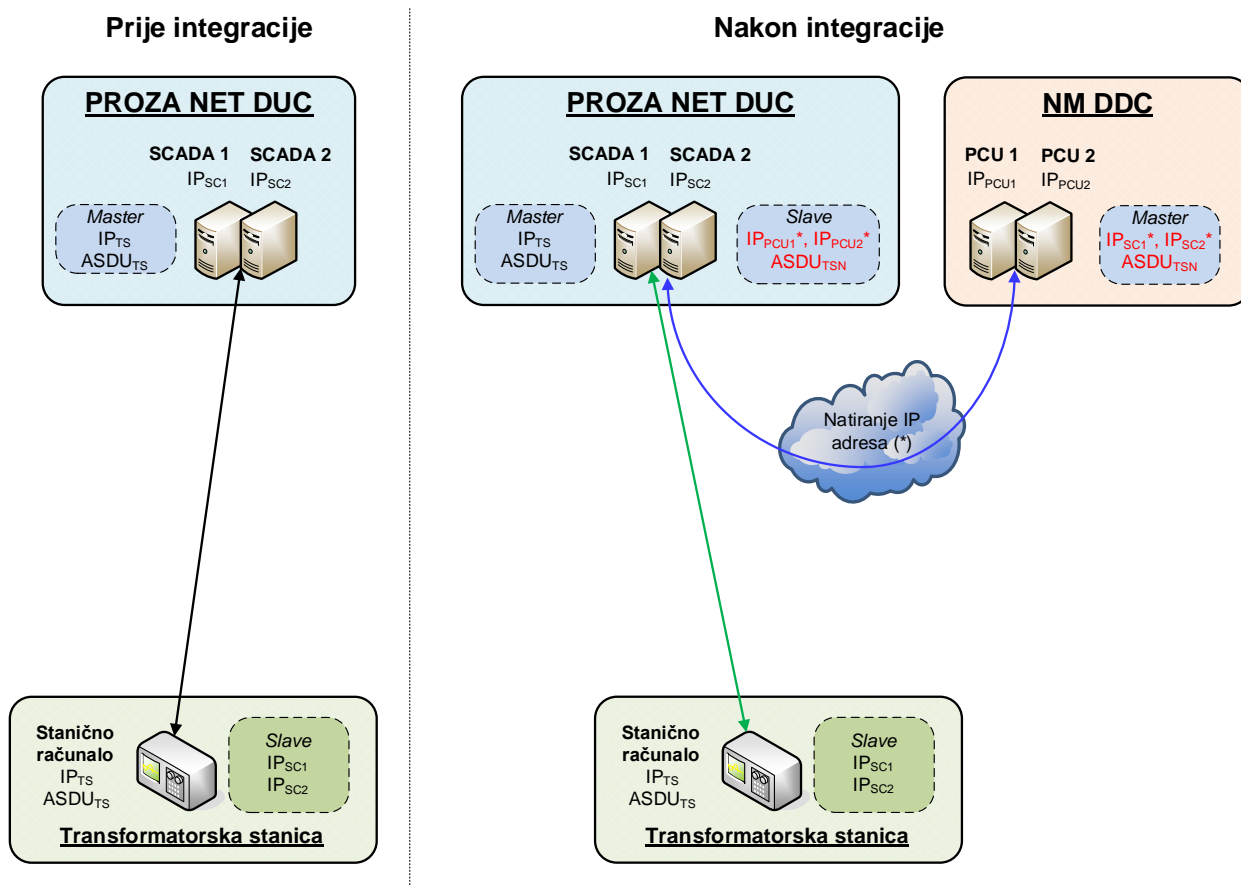 Prije integracije
PROZA NET DUC
SCADA 1 SCADA 2
IPSC1 IPSC2
Master
IPTS
ASDUTS
Stanično
računalo
IPTS
ASDUTS
Slave
IPSC1
IPSC2
Transformatorska stanica
Nakon integracije
PROZA NET DUC
SCADA 1 SCADA 2
IPSC1 IPSC2
Master
IPTS
ASDUTS
Slave
IPPCU1*, IPPCU2*
ASDUTSN
NM DDC
PCU 1 PCU 2
IPPCU1 IPPCU2
Master
IPSC1*, IPSC2*
ASDUTSN
Natiranje IP
adresa (*)
Stanično
računalo
IPTS
ASDUTS
Slave
IPSC1
IPSC2
Transformatorska stanica